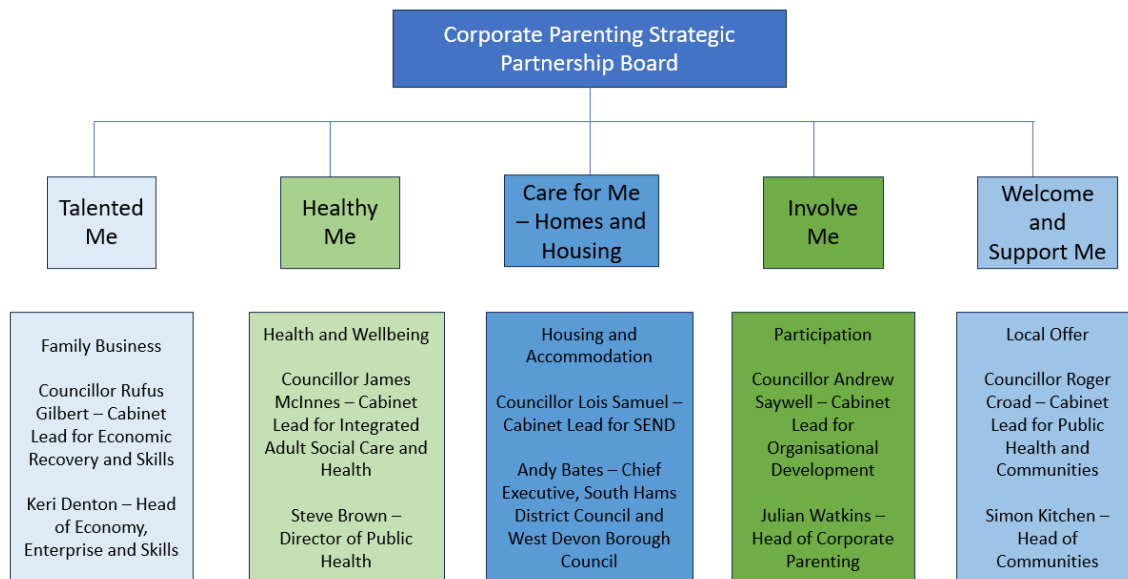 Corporate Parenting Strategic
Partnership Board
Talented
Me
Healthy
Me
Care for Me
– Homes and
Housing
Involve
Me
Welcome
and
Support Me
Family Business
Councillor Rufus
Gilbert – Cabinet
Lead for Economic
Recovery and Skills
Keri Denton – Head
of Economy,
Enterprise and Skills
Health and Wellbeing
Councillor James
McInnes – Cabinet
Lead for Integrated
Adult Social Care and
Health
Steve Brown –
Director of Public
Health
Housing and
Accommodation
Councillor Lois Samuel –
Cabinet Lead for SEND
Andy Bates – Chief
Executive, South Hams
District Council and
West Devon Borough
Council
Participation
Councillor Andrew
Saywell – Cabinet
Lead for
Organisational
Development
Julian Watkins –
Head of Corporate
Parenting
Local Offer
Councillor Roger
Croad – Cabinet
Lead for Public
Health and
Communities
Simon Kitchen –
Head of
Communities